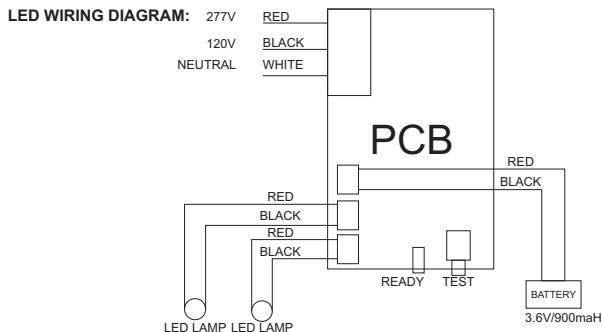 LED WIRING DIAGRAM: 277V RED
120V BLACK
NEUTRAL WHITE
PCB
RED
BLACK
RED
BLACK
RED
BLACK
READY TEST
BATTERY
3.6V/900maH
LED LAMP LED LAMP